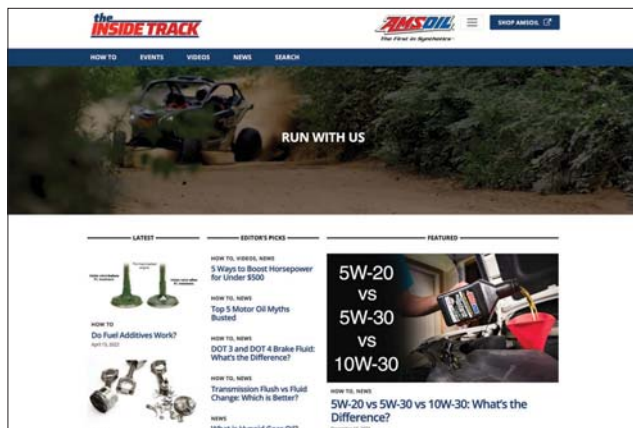 the
INSIDE TRACK
AMSOIL
The First in Synthetics
SHOP AMSOIL
HOW TO EVENTS VIDEOS NEWS SEARCH
RUN WITH US
LATEST
HOW TO
Do Fuel Additives Work?
April 13, 2022
EDITOR'S PICKS
HOW TO, VIDEOS, NEWS
5 Ways to Boost Horsepower
for Under $500
HOW TO, NEWS
Top 5 Motor Oil Myths
Busted
HOW TO, NEWS
DOT 3 and DOT 4 Brake Fluid:
What's the Difference?
HOW TO, NEWS
Transmission Flush vs Fluid
Change: Which is Better?
NEWS
FEATURED
5W-20
vs
5W-30
vs
10W-30
AMSOIL
HOW TO, NEWS
5W-20 vs 5W-30 vs 10W-30: What's the
Difference?